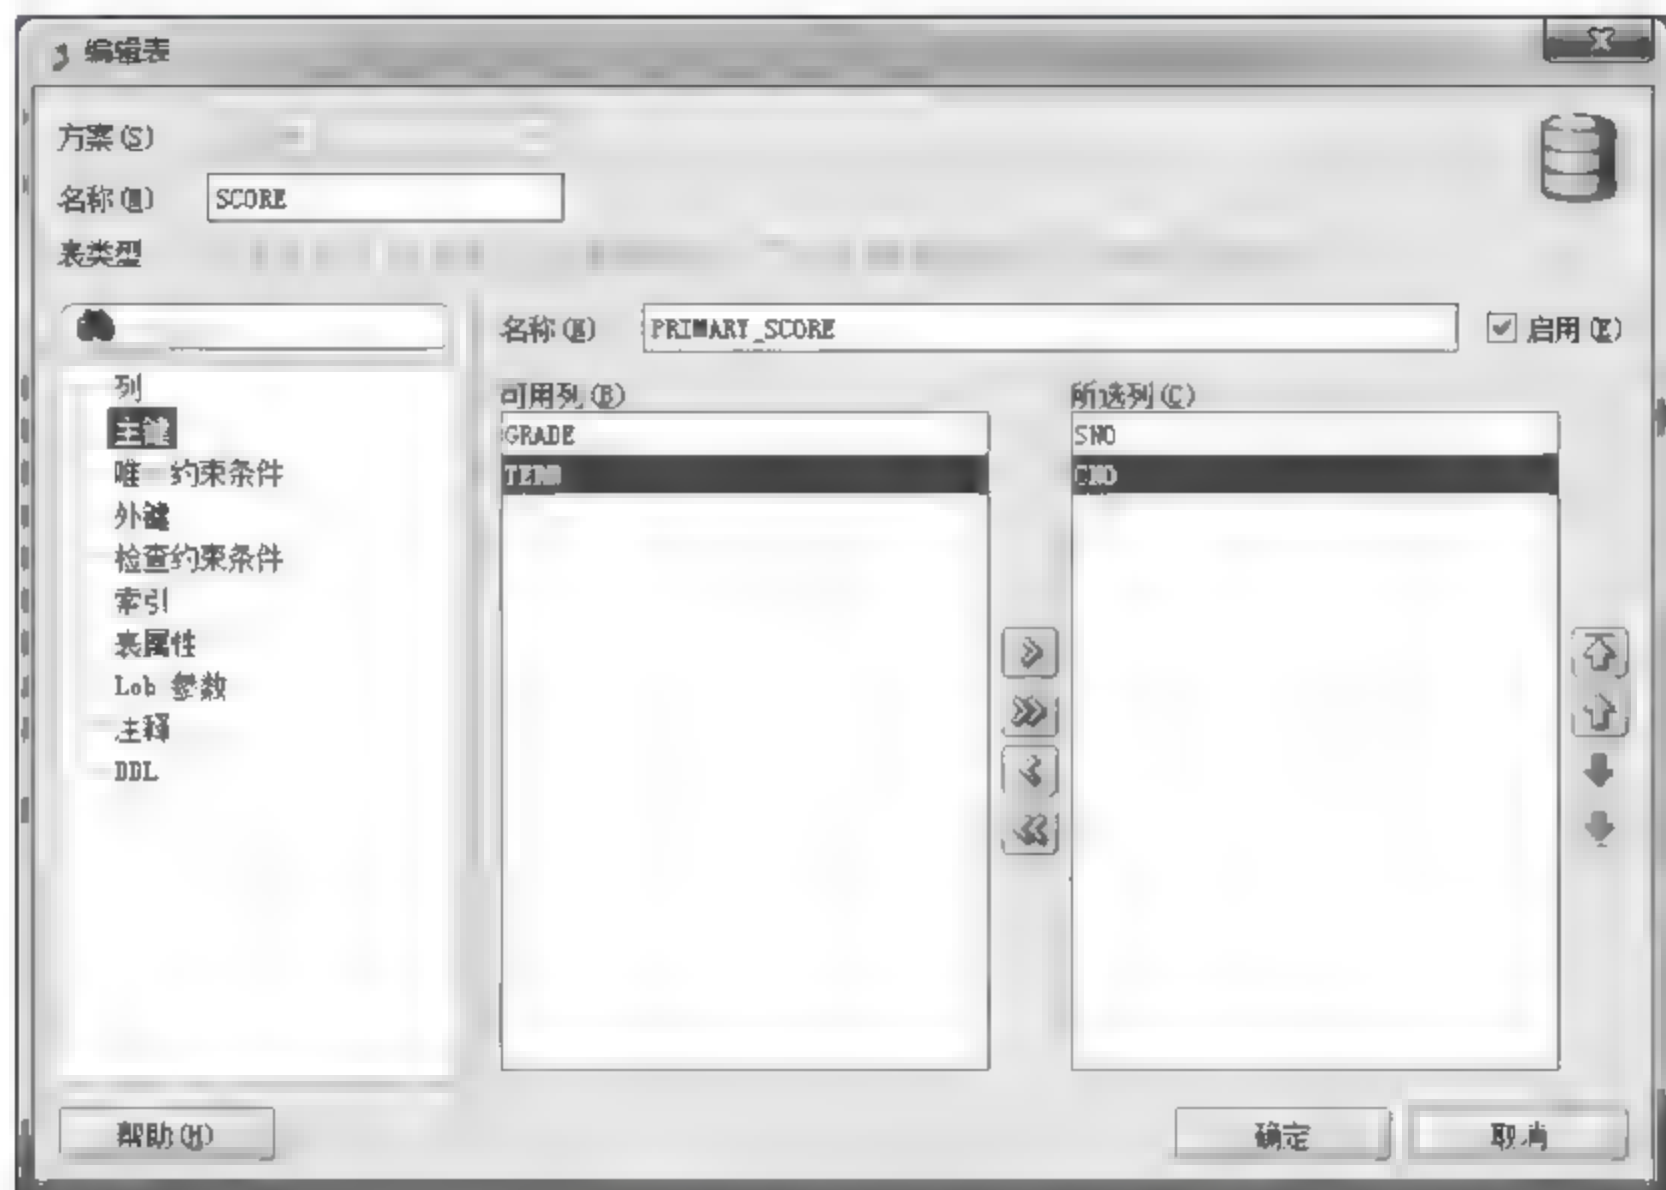 编辑表
方案(S)
名称(N) SCORE
表类型
名称(N) PRIMARY_SCORE 启用(E)
列
主键
唯一约束条件
外键
检查约束条件
索引
表属性
Lob 参数
注释
DDL
可用列(B)
GRADE
TERM
所选列(C)
SNO
CNO
帮助(H) 确定 取消